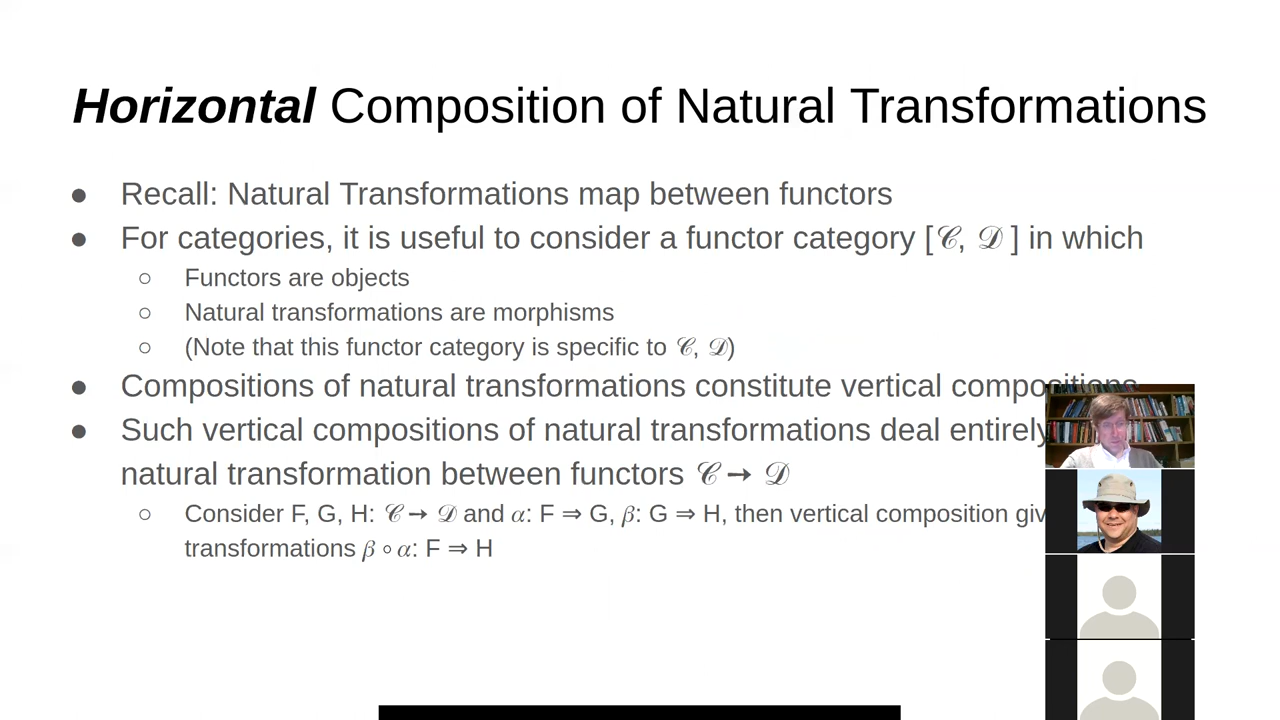 Horizontal Composition of Natural Transformations
● Recall: Natural Transformations map between functors
● For categories, it is useful to consider a functor category [𝒞, 𝒟 ] in which
○ Functors are objects
○ Natural transformations are morphisms
○ (Note that this functor category is specific to 𝒞, 𝒟)
● Compositions of natural transformations constitute vertical compositions
● Such vertical compositions of natural transformations deal entirely
natural transformation between functors 𝒞 → 𝒟
○ Consider F, G, H: 𝒞 → 𝒟 and α: F ⇒ G, β: G ⇒ H, then vertical composition
transformations β ∘ α: F ⇒ H